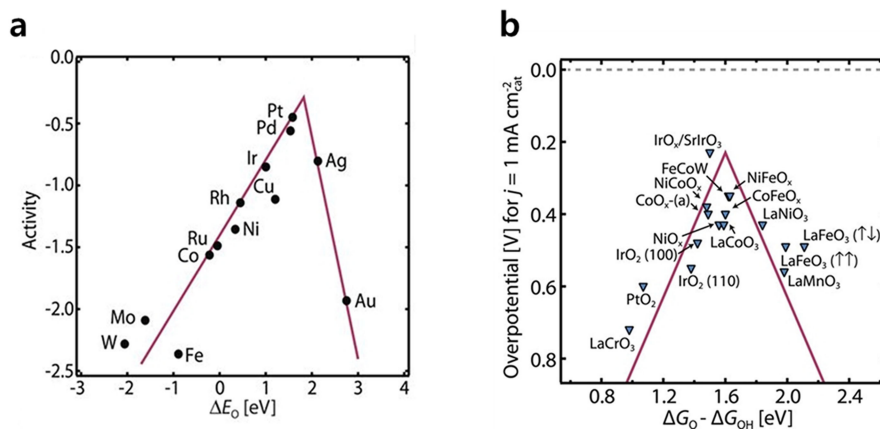 a
0.0
-0.5
-1.0
-1.5
-2.0
-2.5
Activity
Pt
Pd
Ag
Ir
Cu
Rh
Ni
Ru
Co
Au
Mo
W
Fe
-3 -2 -1 0 1 2 3 4
ΔE_O [eV]
b
0.0
0.2
0.4
0.6
0.8
Overpotential [V] for j = 1 mA cm⁻²cat
IrOₓ/SrIrO₃
FeCoW
NiFeOₓ
NiCoOₓ
CoFeOₓ
CoOₓ-(a)
LaNiO₃
NiOₓ
LaCoO₃
LaFeO₃ (↑↓)
IrO₂ (100)
LaFeO₃ (↑↑)
IrO₂ (110)
LaMnO₃
PtO₂
LaCrO₃
0.8 1.2 1.6 2.0 2.4
ΔG_O - ΔG_OH [eV]